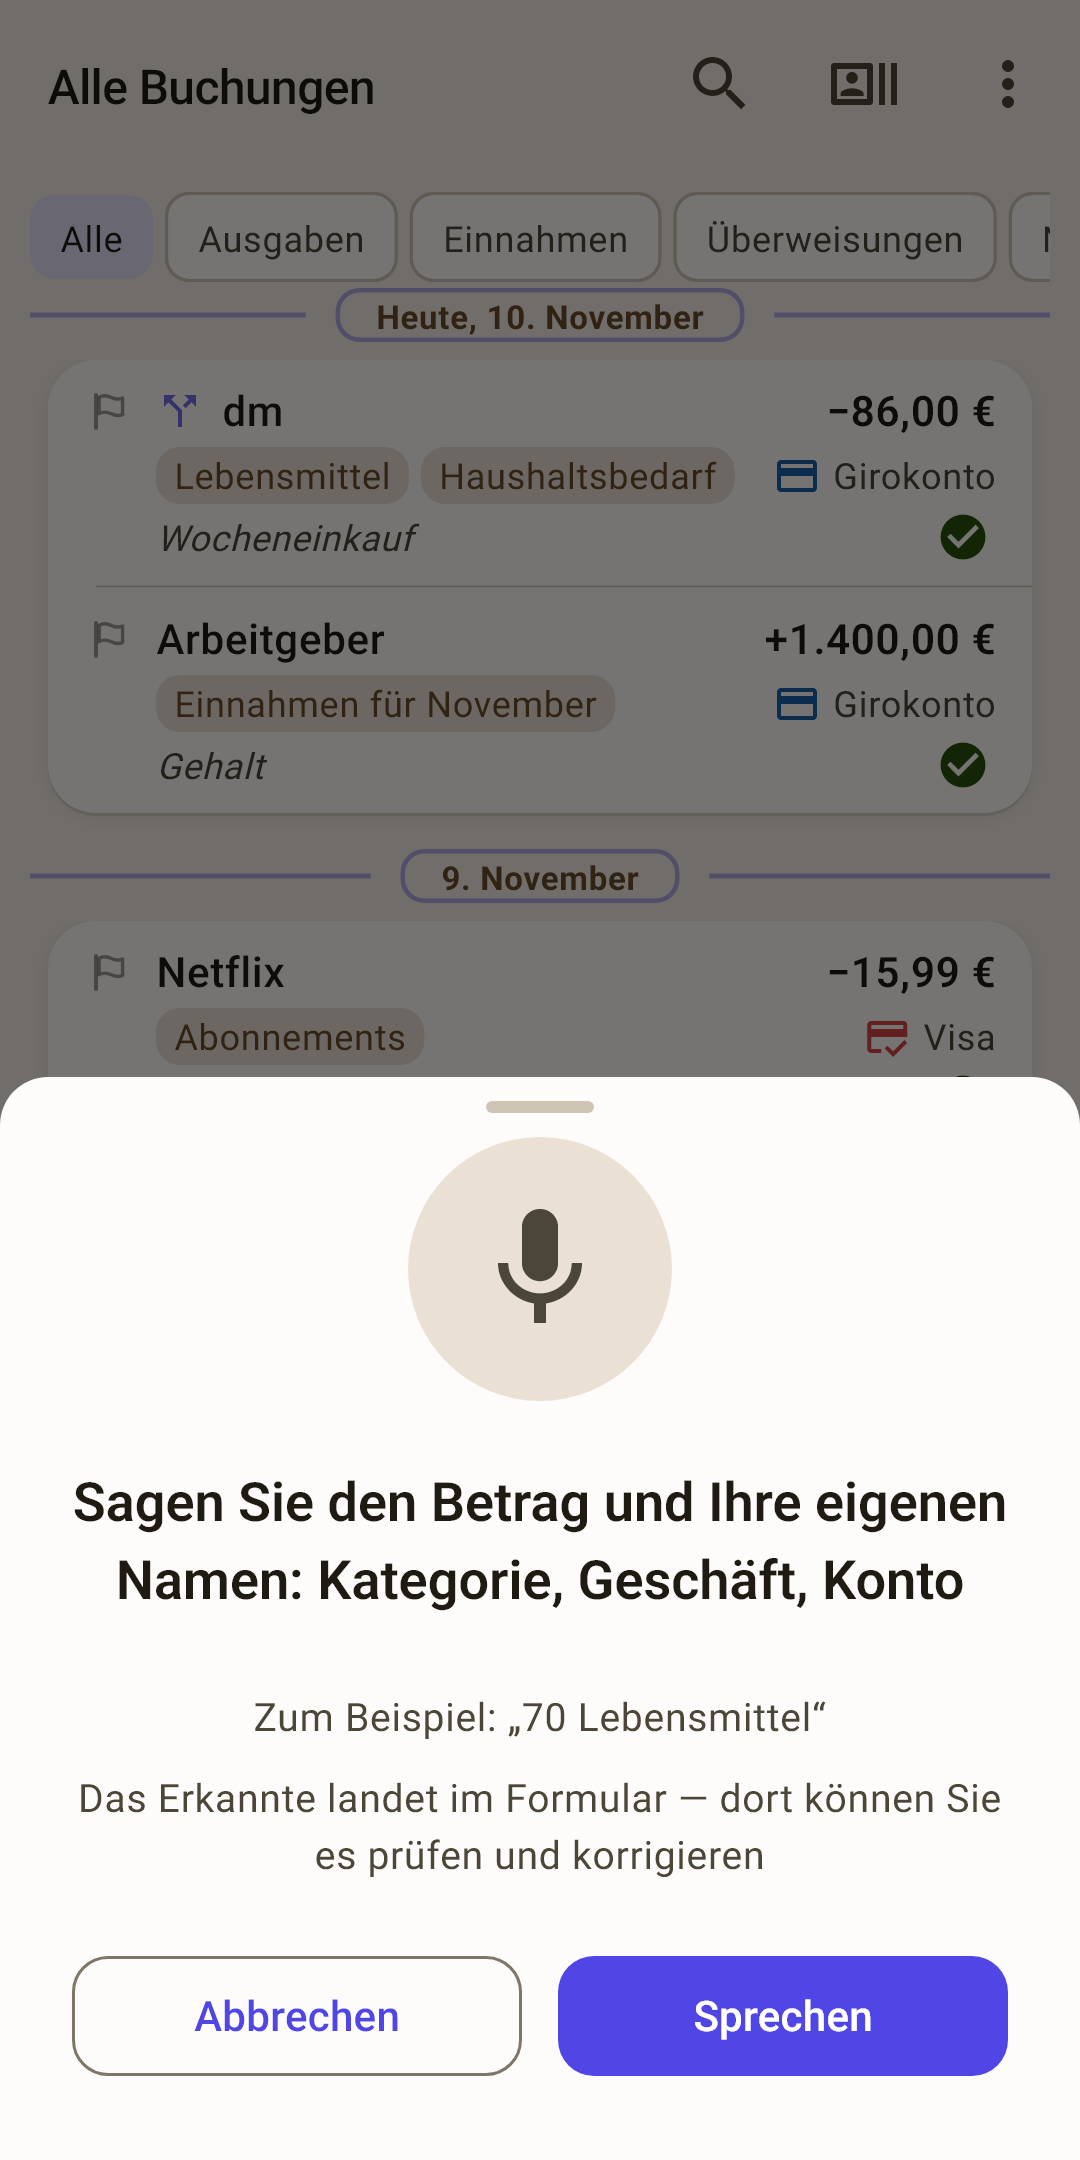 Alle Buchungen
Alle
Ausgaben
Einnahmen
Überweisungen
Heute, 10. November
dm
−86,00 €
Lebensmittel
Haushaltsbedarf
Girokonto
Wocheneinkauf
Arbeitgeber
+1.400,00 €
Einnahmen für November
Girokonto
Gehalt
9. November
Netflix
−15,99 €
Abonnements
Visa
Sagen Sie den Betrag und Ihre eigenen
Namen: Kategorie, Geschäft, Konto
Zum Beispiel: „70 Lebensmittel“
Das Erkannte landet im Formular — dort können Sie
es prüfen und korrigieren
Abbrechen
Sprechen